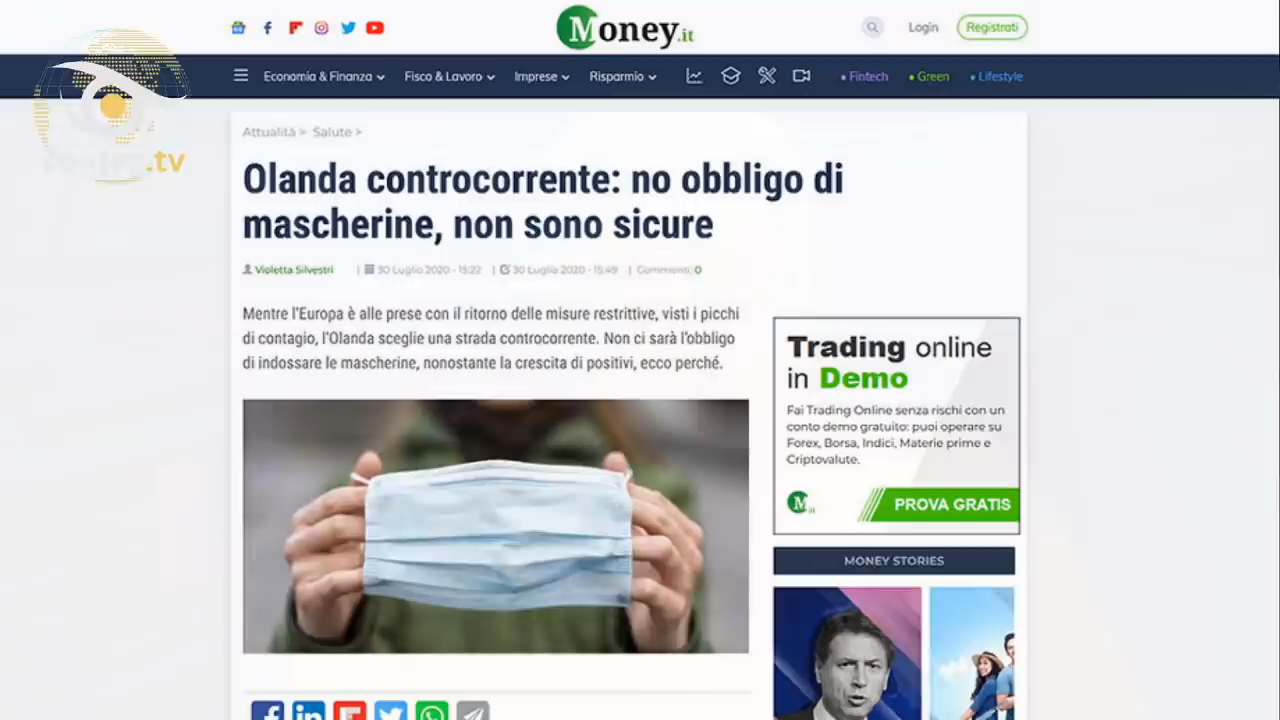 Money.it
Login
Registrati
Economia & Finanza
Fisco & Lavoro
Imprese
Risparmio
• Fintech
• Green
• Lifestyle
.tv
Attualità > Salute >
Olanda controcorrente: no obbligo di
mascherine, non sono sicure
Violetta Silvestri | 30 Luglio 2020 - 15:22 | 30 Luglio 2020 - 15:49 | Commenti: 0
Mentre l'Europa è alle prese con il ritorno delle misure restrittive, visti i picchi
di contagio, l'Olanda sceglie una strada controcorrente. Non ci sarà l'obbligo
di indossare le mascherine, nonostante la crescita di positivi, ecco perché.
Trading online
in Demo
Fai Trading Online senza rischi con un
conto demo gratuito: puoi operare su
Forex, Borsa, Indici, Materie prime e
Criptovalute.
M.it
PROVA GRATIS
MONEY STORIES